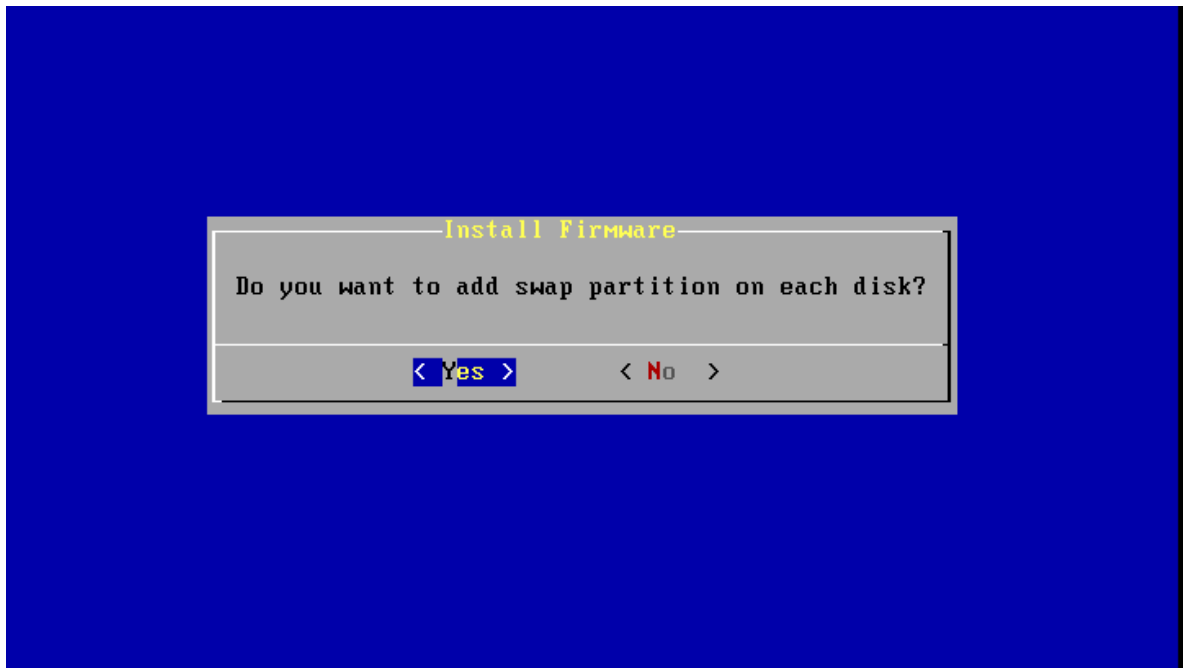 Install Firmware
Do you want to add swap partition on each disk?
< Yes > < No >